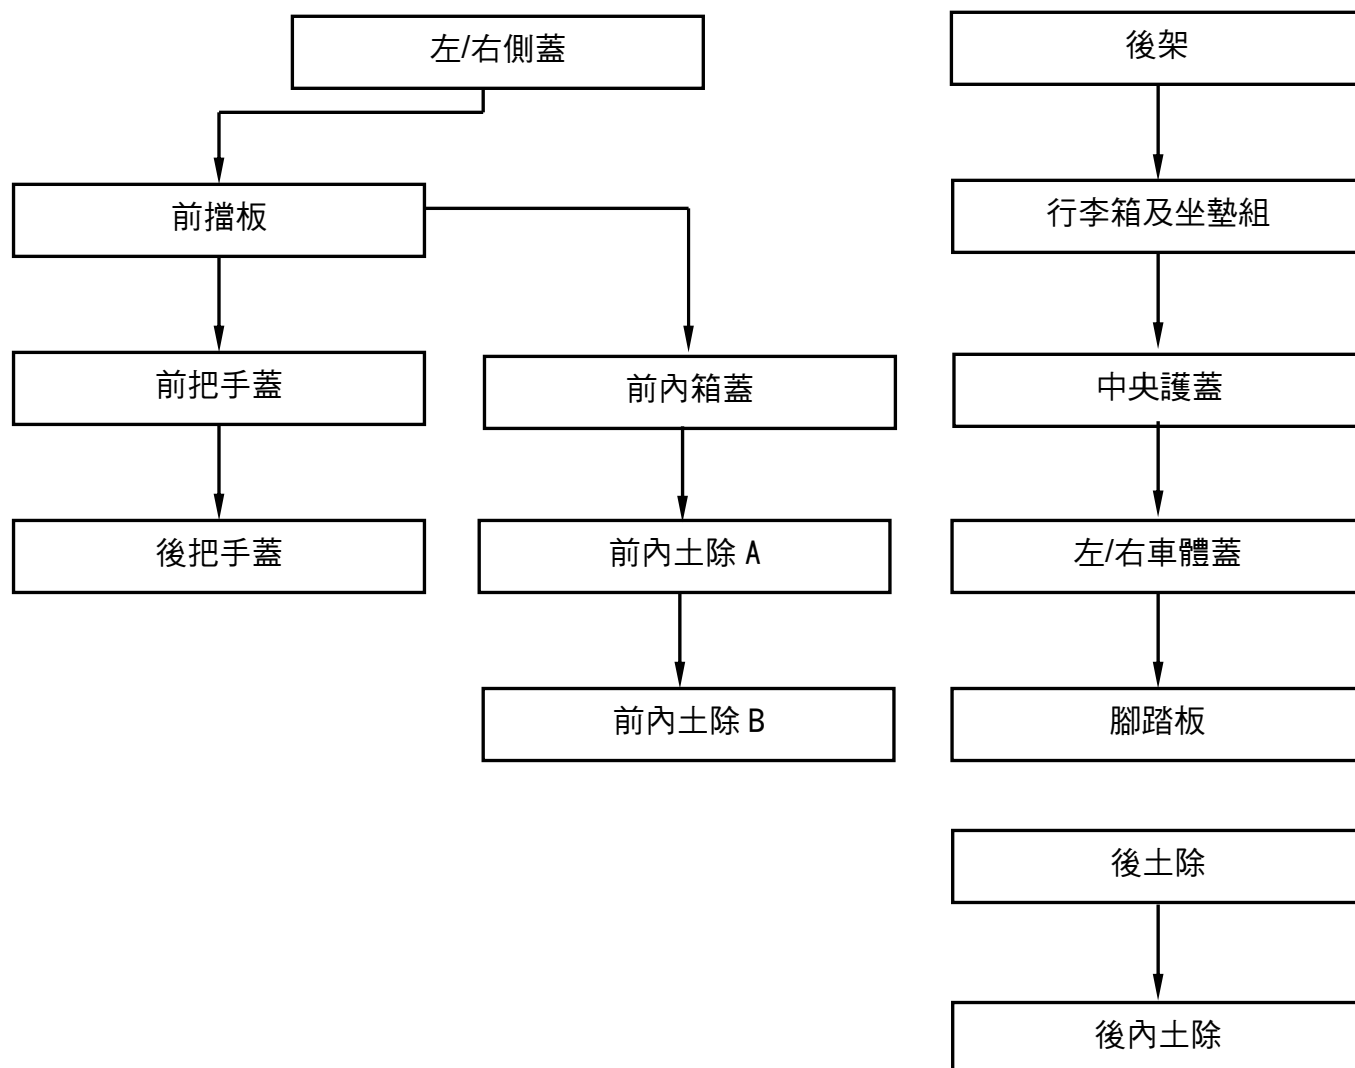 左/右側蓋
前擋板
前把手蓋
後把手蓋
前內箱蓋
前內土除 A
前內土除 B
後架
行李箱及坐墊組
中央護蓋
左/右車體蓋
腳踏板
後土除
後內土除